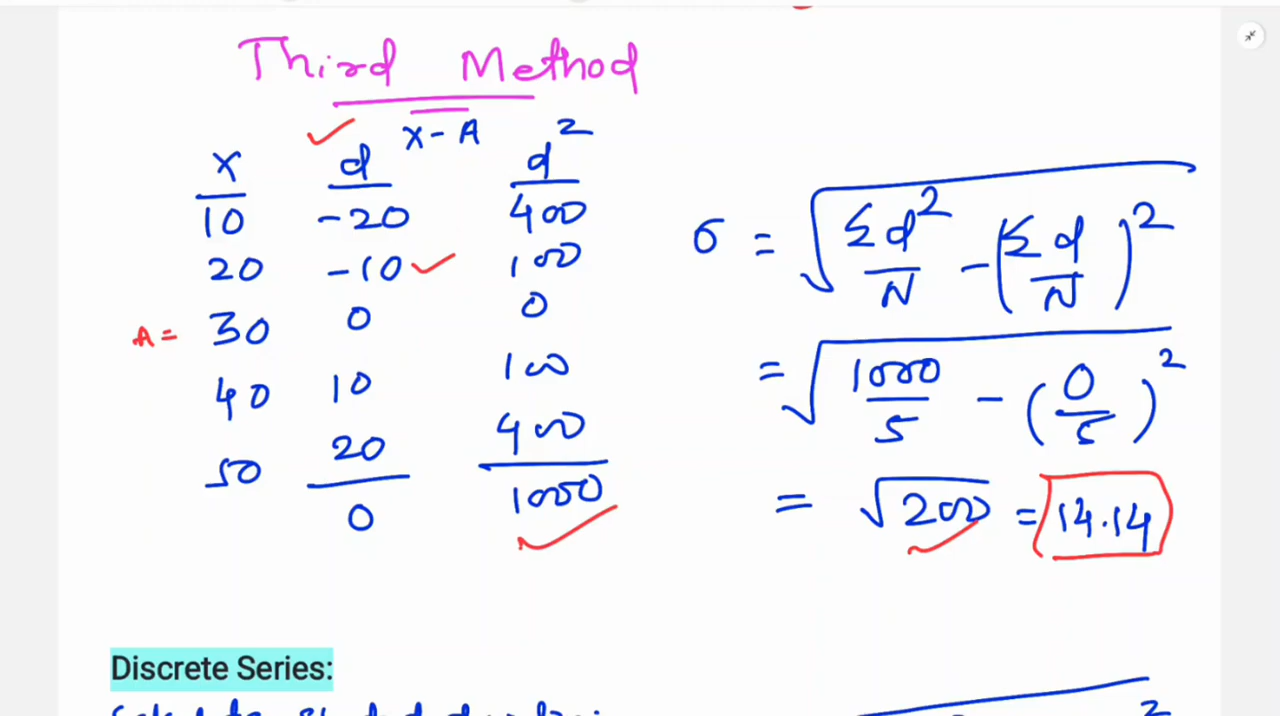 Third Method
X d X-A d²
10 -20 400
20 -10 100
A= 30 0 0
40 10 100
50 20 400
0 1000
σ = √(Σd²/N - (Σd/N)²)
= √(1000/5 - (0/5)²)
= √200 = 14.14
Discrete Series: